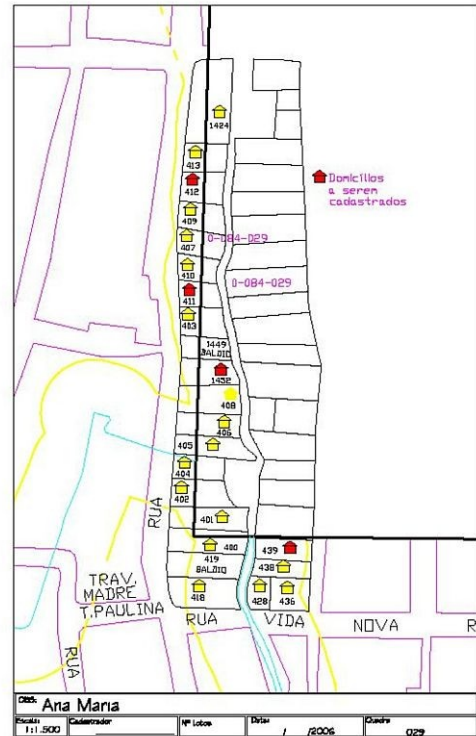 1424
413
412
Domicílios
a serem
cadastrados
409
407
0-084-029
410
0-084-029
411
403
1449
BALDIO
1452
408
406
405
404
402
401
RUA
400
439
419
BALDIO
438
TRAV.
MADRE
T.PAULINA
418
428
436
RUA
VIDA
NOVA
R
RUA
OBS: Ana Maria
Escala:
1:1.500
Cadastrador
Nº Lotes
Data:
/ /2006
Quadra
029